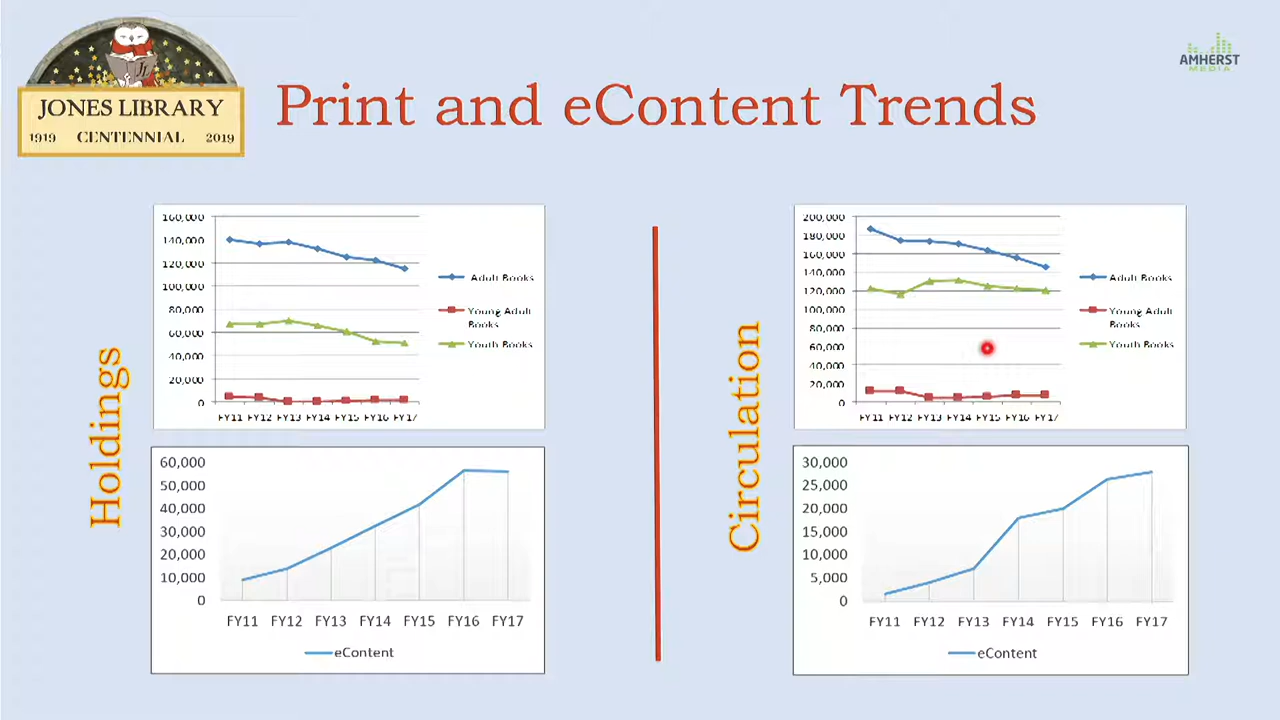 JONES LIBRARY
1919 CENTENNIAL 2019
Print and eContent Trends
AMHERST
MEDIA
Holdings
160,000
140,000
120,000
100,000
80,000
60,000
40,000
20,000
0
FY11 FY12 FY13 FY14 FY15 FY16 FY17
Adult Books
Young Adult
Books
Youth Books
60,000
50,000
40,000
30,000
20,000
10,000
0
FY11 FY12 FY13 FY14 FY15 FY16 FY17
eContent
Circulation
200,000
180,000
160,000
140,000
120,000
100,000
80,000
60,000
40,000
20,000
0
FY11 FY12 FY13 FY14 FY15 FY16 FY17
Adult Books
Young Adult
Books
Youth Books
30,000
25,000
20,000
15,000
10,000
5,000
0
FY11 FY12 FY13 FY14 FY15 FY16 FY17
eContent